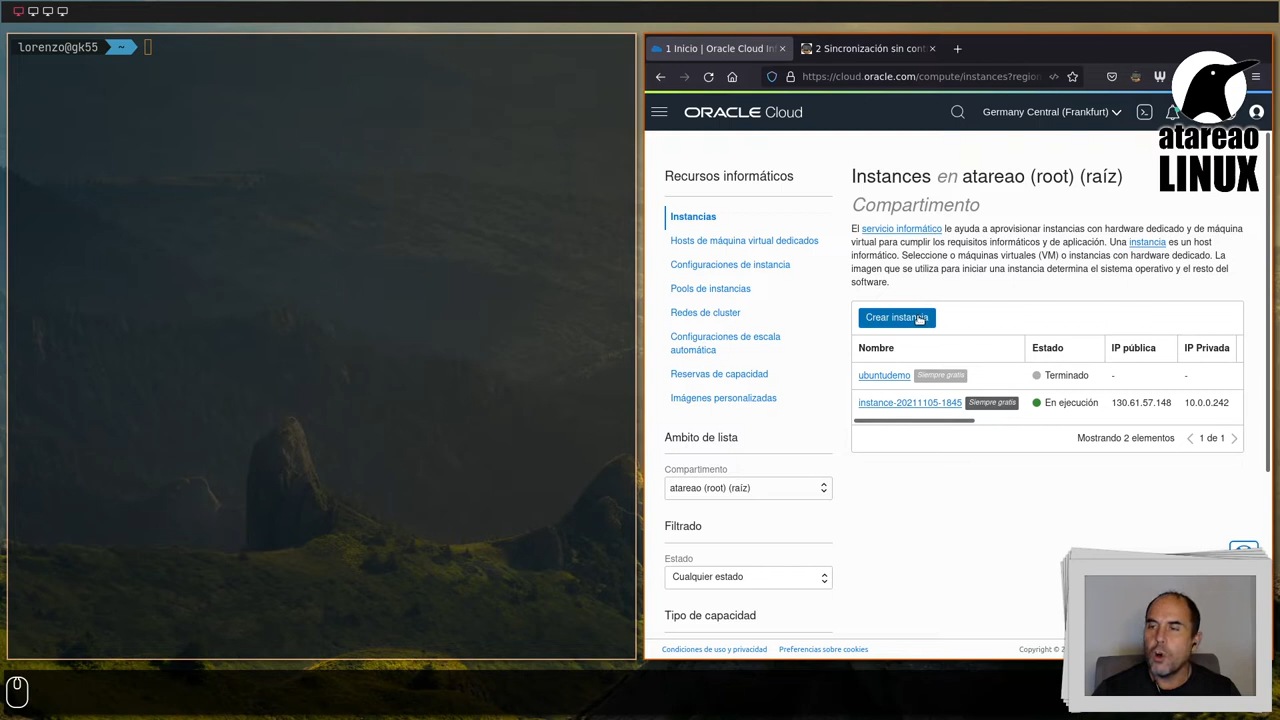 lorenzo@gk55 ~
1 Inicio | Oracle Cloud In
2 Sincronización sin cont
https://cloud.oracle.com/compute/instances?regio
ORACLE Cloud
Germany Central (Frankfurt)
atareao
LINUX
Recursos informáticos
Instancias
Hosts de máquina virtual dedicados
Configuraciones de instancia
Pools de instancias
Redes de cluster
Configuraciones de escala
automática
Reservas de capacidad
Imágenes personalizadas
Ambito de lista
Compartimento
atareao (root) (raíz)
Filtrado
Estado
Cualquier estado
Tipo de capacidad
Instances en atareao (root) (raíz)
Compartimento
El servicio informático le ayuda a aprovisionar instancias con hardware dedicado y de máquina
virtual para cumplir los requisitos informáticos y de aplicación. Una instancia es un host
informático. Seleccione o máquinas virtuales (VM) o instancias con hardware dedicado. La
imagen que se utiliza para iniciar una instancia determina el sistema operativo y el resto del
software.
Crear instancia
Nombre Estado IP pública IP Privada
ubuntudemo Siempre gratis Terminado - -
instance-20211105-1845 Siempre gratis En ejecución 130.61.57.148 10.0.0.242
Mostrando 2 elementos 1 de 1
Condiciones de uso y privacidad Preferencias sobre cookies Copyright © 2